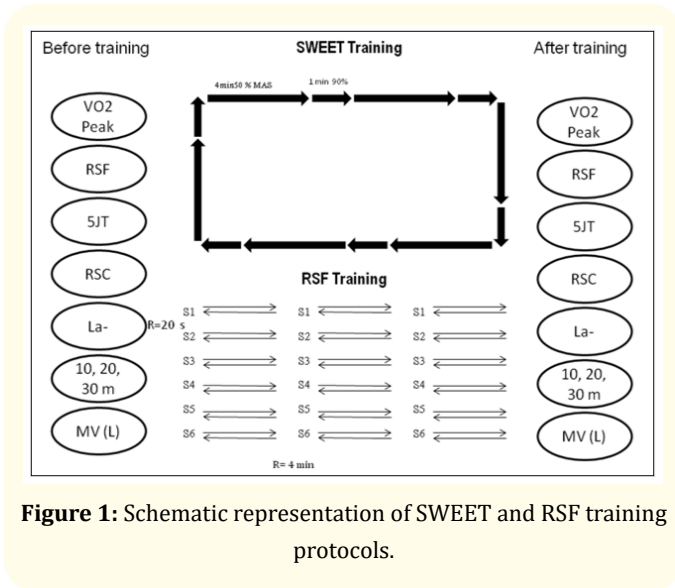 Before training
SWEET Training
After training
4min50 % MAS
1 min 90%
VO2
Peak
RSF
5JT
RSC
La-
10, 20,
30 m
MV (L)
VO2
Peak
RSF
5JT
RSC
La-
10, 20,
30 m
MV (L)
RSF Training
R=20 s
S1 S1 S1
S2 S2 S2
S3 S3 S3
S4 S4 S4
S5 S5 S5
S6 S6 S6
R= 4 min
Figure 1: Schematic representation of SWEET and RSF training
protocols.